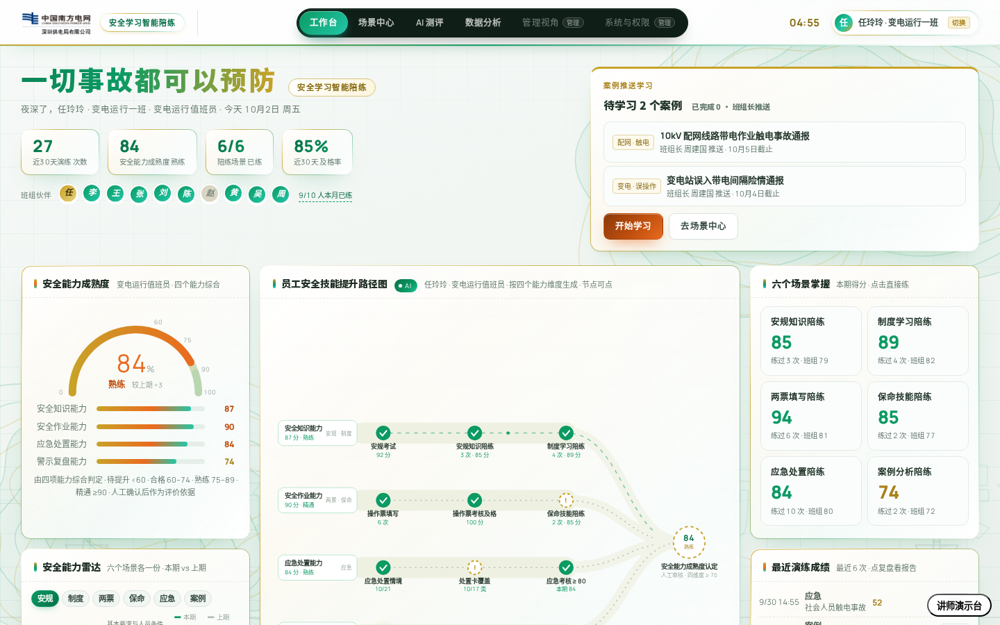 中国南方电网
CHINA SOUTHERN POWER GRID
深圳供电局有限公司
安全学习智能陪练
工作台
场景中心
AI 测评
数据分析
管理视角 管理
系统与权限 管理
04:55
任 任玲玲 · 变电运行一班 切换
一切事故都可以预防
安全学习智能陪练
夜深了，任玲玲 · 变电运行一班 · 变电运行值班员 · 今天 10月2日 周五
27
近30天演练 次数
84
安全能力成熟度 熟练
6/6
陪练场景 已练
85%
近30天 及格率
班组伙伴 任 李 王 张 刘 陈 赵 黄 吴 周 9/10 人本月已练
案例推送学习
待学习 2 个案例 已完成 0 · 班组长推送
配网 · 触电
10kV 配网线路带电作业触电事故通报
班组长 周建国 推送 · 10月5日截止
变电 · 误操作
变电站误入带电间隔险情通报
班组长 周建国 推送 · 10月4日截止
开始学习
去场景中心
安全能力成熟度 变电运行值班员 · 四个能力综合
0
60
75
90
100
84%
熟练 较上期 +3
安全知识能力 87
安全作业能力 90
应急处置能力 84
警示复盘能力 74
由四项能力综合判定 · 待提升 <60 · 合格 60–74 · 熟练 75–89 ·
精通 ≥90 · 人工确认后作为评价依据
安全能力雷达 六个场景各一份 · 本期 vs 上期
安规 制度 两票 保命 应急 案例
本期 上期
基本要求与人员条件
员工安全技能提升路径图 AI 任玲玲 · 变电运行值班员 · 按四个能力维度生成 · 节点可点
安全知识能力
87 分 · 熟练
安规 · 制度
安规考试
92 分
安规知识陪练
3 次 · 85 分
制度学习陪练
4 次 · 89分
安全作业能力
90 分 · 精通
两票 · 保命
操作票填写
6 次
操作票考核及格
100 分
!
保命技能陪练
2 次 · 85分
应急处置能力
84 分 · 熟练
应急
应急处置情境
10/21
!
处置卡覆盖
10/17 类
应急考核 ≥ 80
本期 84
84
熟练
安全能力成熟度认定
人工审核 · 四维度 ≥ 75
六个场景掌握 本期得分 · 点击直接练
安规知识陪练
85
练过 3 次 · 班组 79
制度学习陪练
89
练过 4 次 · 班组 82
两票填写陪练
94
练过 6 次 · 班组 81
保命技能陪练
85
练过 2 次 · 班组 77
应急处置陪练
84
练过 10 次 · 班组 80
案例分析陪练
74
练过 2 次 · 班组 72
最近演练成绩 最近 6 次 · 点复盘看报告
9/30 14:55
应急
社会人员触电事故
52
案例
讲师演示台